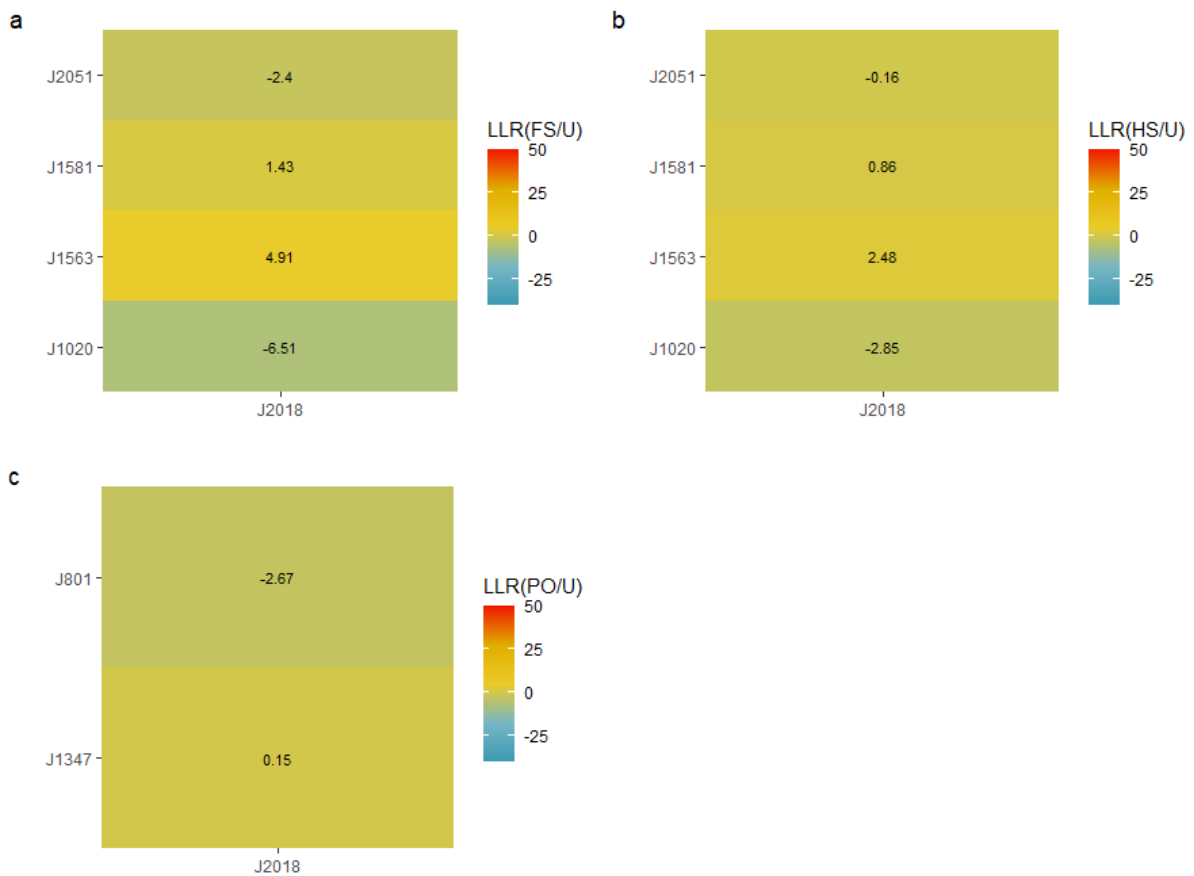 a
J2051
J1581
J1563
J1020
-2.4
1.43
4.91
-6.51
J2018
LLR(FS/U)
50
25
0
-25
b
J2051
J1581
J1563
J1020
-0.16
0.86
2.48
-2.85
J2018
LLR(HS/U)
50
25
0
-25
c
J801
J1347
-2.67
0.15
J2018
LLR(PO/U)
50
25
0
-25